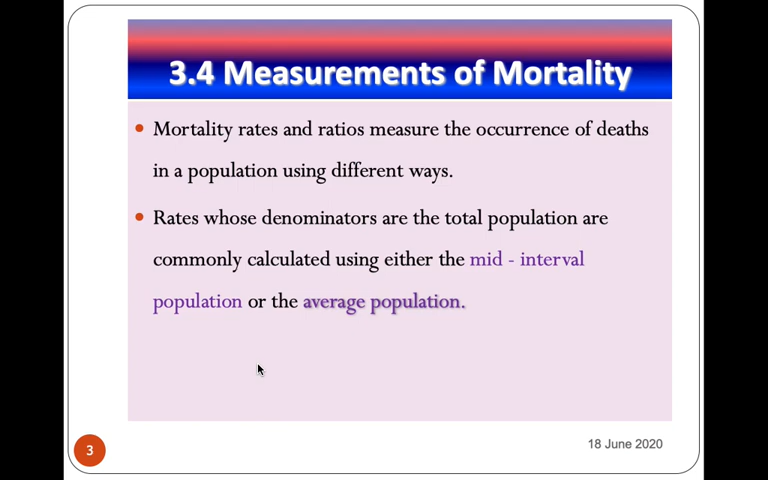 3.4 Measurements of Mortality
• Mortality rates and ratios measure the occurrence of deaths
in a population using different ways.
• Rates whose denominators are the total population are
commonly calculated using either the mid - interval
population or the average population.
3
18 June 2020